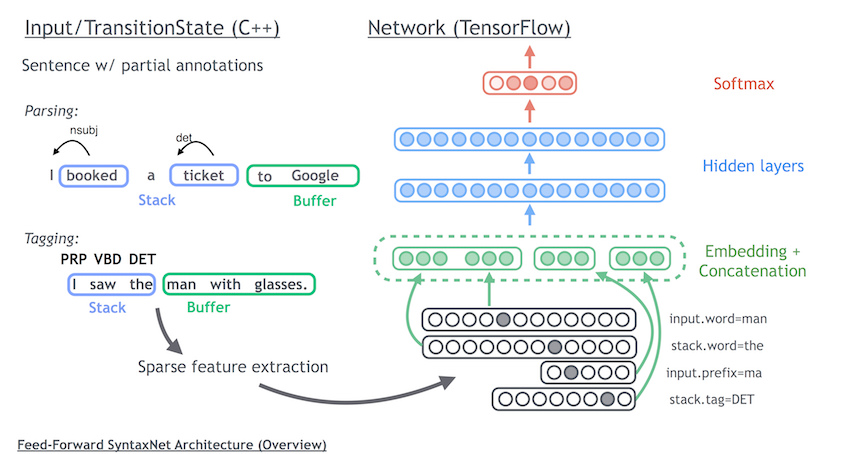 Input/TransitionState (C++)
Network (TensorFlow)
Sentence w/ partial annotations
Softmax
Parsing:
nsubj
det
I booked a ticket to Google
Stack
Buffer
Hidden layers
Tagging:
PRP VBD DET
I saw the man with glasses.
Stack
Buffer
Embedding +
Concatenation
input.word=man
stack.word=the
input.prefix=ma
stack.tag=DET
Sparse feature extraction
Feed-Forward SyntaxNet Architecture (Overview)